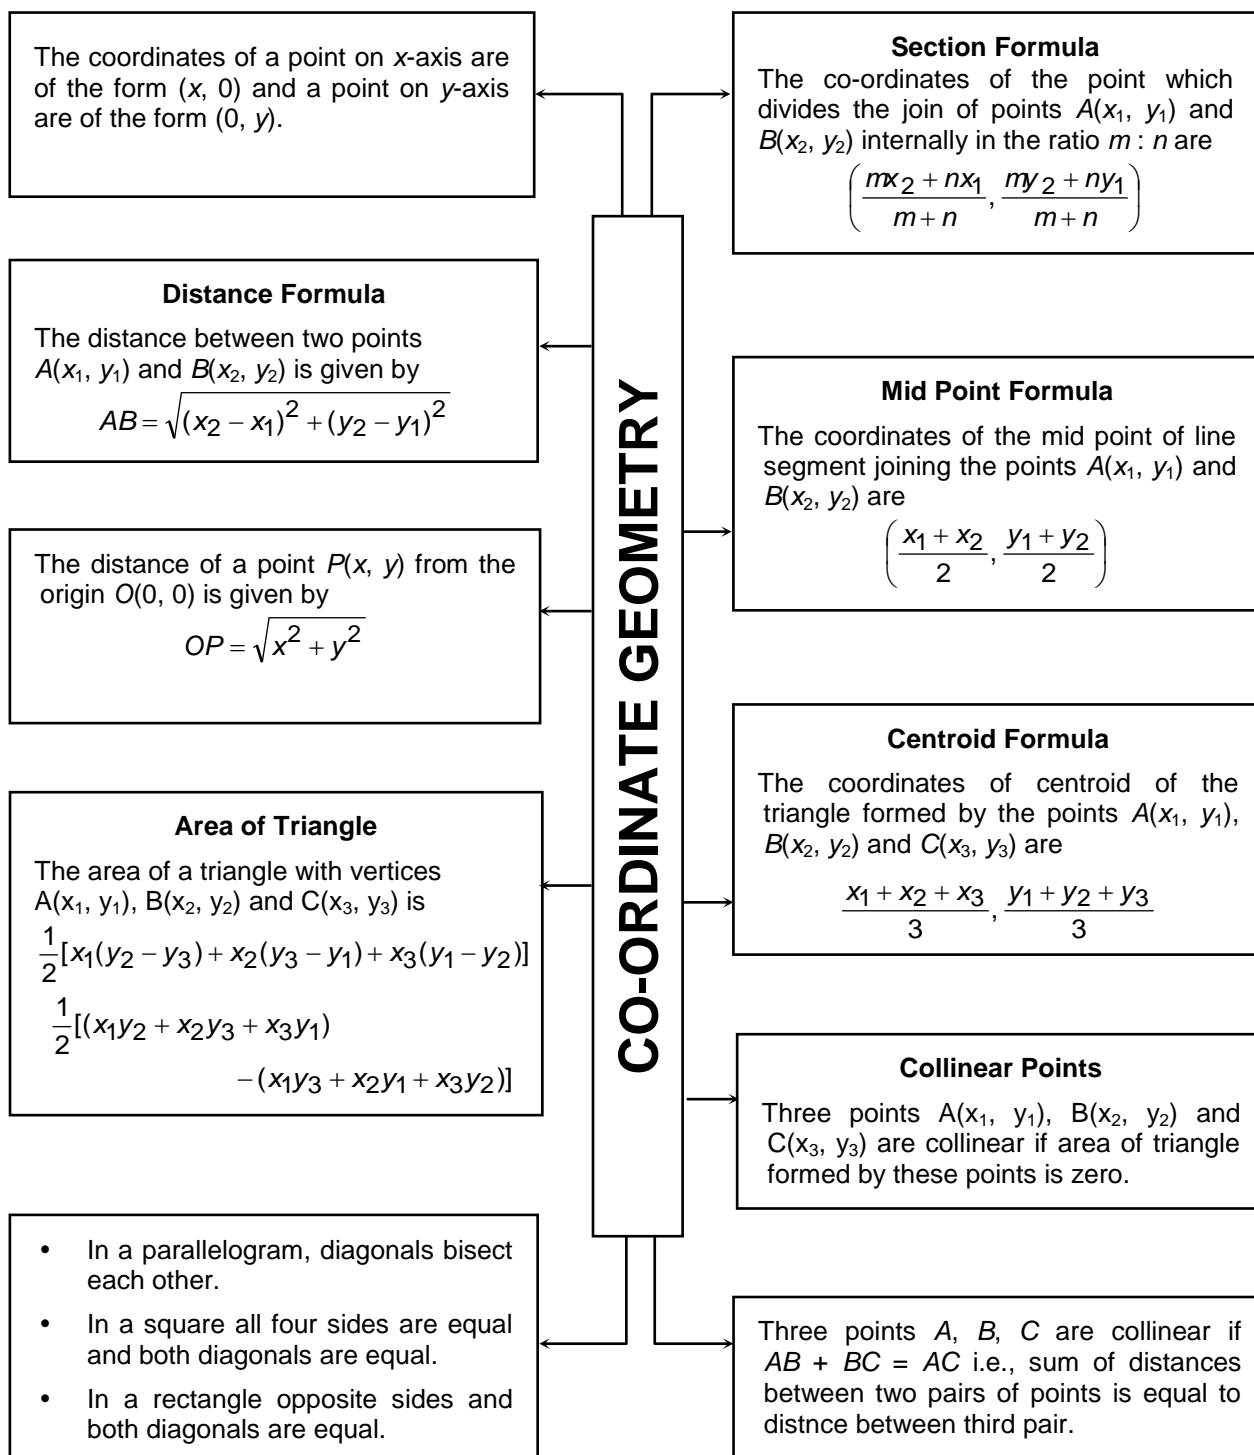 The coordinates of a point on x-axis are
of the form (x, 0) and a point on y-axis
are of the form (0, y).
Distance Formula
The distance between two points
A(x₁, y₁) and B(x₂, y₂) is given by
AB = √((x₂ − x₁)² + (y₂ − y₁)²)
The distance of a point P(x, y) from the
origin O(0, 0) is given by
OP = √(x² + y²)
Area of Triangle
The area of a triangle with vertices
A(x₁, y₁), B(x₂, y₂) and C(x₃, y₃) is
1/2[x₁(y₂ − y₃) + x₂(y₃ − y₁) + x₃(y₁ − y₂)]
1/2[(x₁y₂ + x₂y₃ + x₃y₁)
− (x₁y₃ + x₂y₁ + x₃y₂)]
• In a parallelogram, diagonals bisect
each other.
• In a square all four sides are equal
and both diagonals are equal.
• In a rectangle opposite sides and
both diagonals are equal.
CO-ORDINATE GEOMETRY
Section Formula
The co-ordinates of the point which
divides the join of points A(x₁, y₁) and
B(x₂, y₂) internally in the ratio m : n are
((mx₂ + nx₁)/(m + n), (my₂ + ny₁)/(m + n))
Mid Point Formula
The coordinates of the mid point of line
segment joining the points A(x₁, y₁) and
B(x₂, y₂) are
((x₁ + x₂)/2, (y₁ + y₂)/2)
Centroid Formula
The coordinates of centroid of the
triangle formed by the points A(x₁, y₁),
B(x₂, y₂) and C(x₃, y₃) are
(x₁ + x₂ + x₃)/3, (y₁ + y₂ + y₃)/3
Collinear Points
Three points A(x₁, y₁), B(x₂, y₂) and
C(x₃, y₃) are collinear if area of triangle
formed by these points is zero.
Three points A, B, C are collinear if
AB + BC = AC i.e., sum of distances
between two pairs of points is equal to
distnce between third pair.